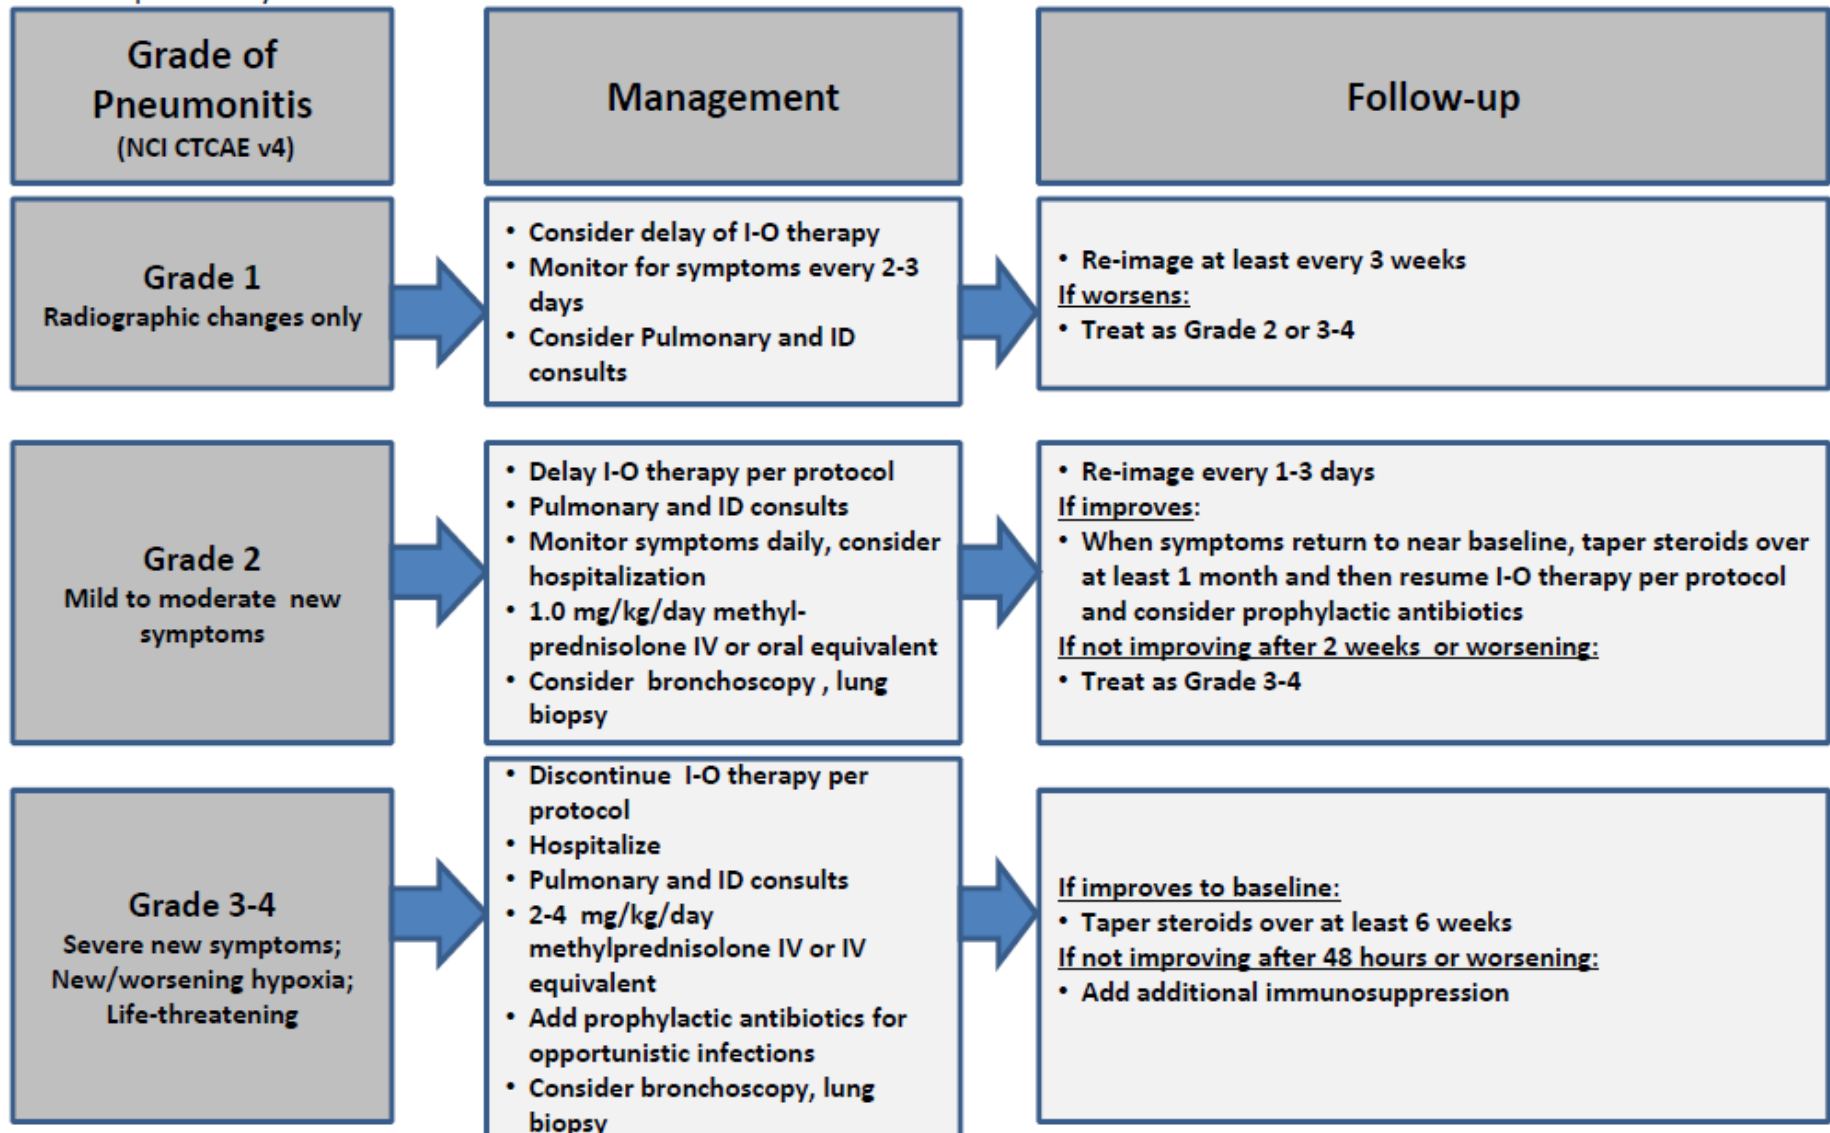 Grade of
Pneumonitis
(NCI CTCAE v4)
Management
Follow-up
Grade 1
Radiographic changes only
• Consider delay of I-O therapy
• Monitor for symptoms every 2-3
days
• Consider Pulmonary and ID
consults
• Re-image at least every 3 weeks
If worsens:
• Treat as Grade 2 or 3-4
Grade 2
Mild to moderate new
symptoms
• Delay I-O therapy per protocol
• Pulmonary and ID consults
• Monitor symptoms daily, consider
hospitalization
• 1.0 mg/kg/day methyl-
prednisolone IV or oral equivalent
• Consider bronchoscopy , lung
biopsy
• Re-image every 1-3 days
If improves:
• When symptoms return to near baseline, taper steroids over
at least 1 month and then resume I-O therapy per protocol
and consider prophylactic antibiotics
If not improving after 2 weeks or worsening:
• Treat as Grade 3-4
Grade 3-4
Severe new symptoms;
New/worsening hypoxia;
Life-threatening
• Discontinue I-O therapy per
protocol
• Hospitalize
• Pulmonary and ID consults
• 2-4 mg/kg/day
methylprednisolone IV or IV
equivalent
• Add prophylactic antibiotics for
opportunistic infections
• Consider bronchoscopy, lung
biopsy
If improves to baseline:
• Taper steroids over at least 6 weeks
If not improving after 48 hours or worsening:
• Add additional immunosuppression